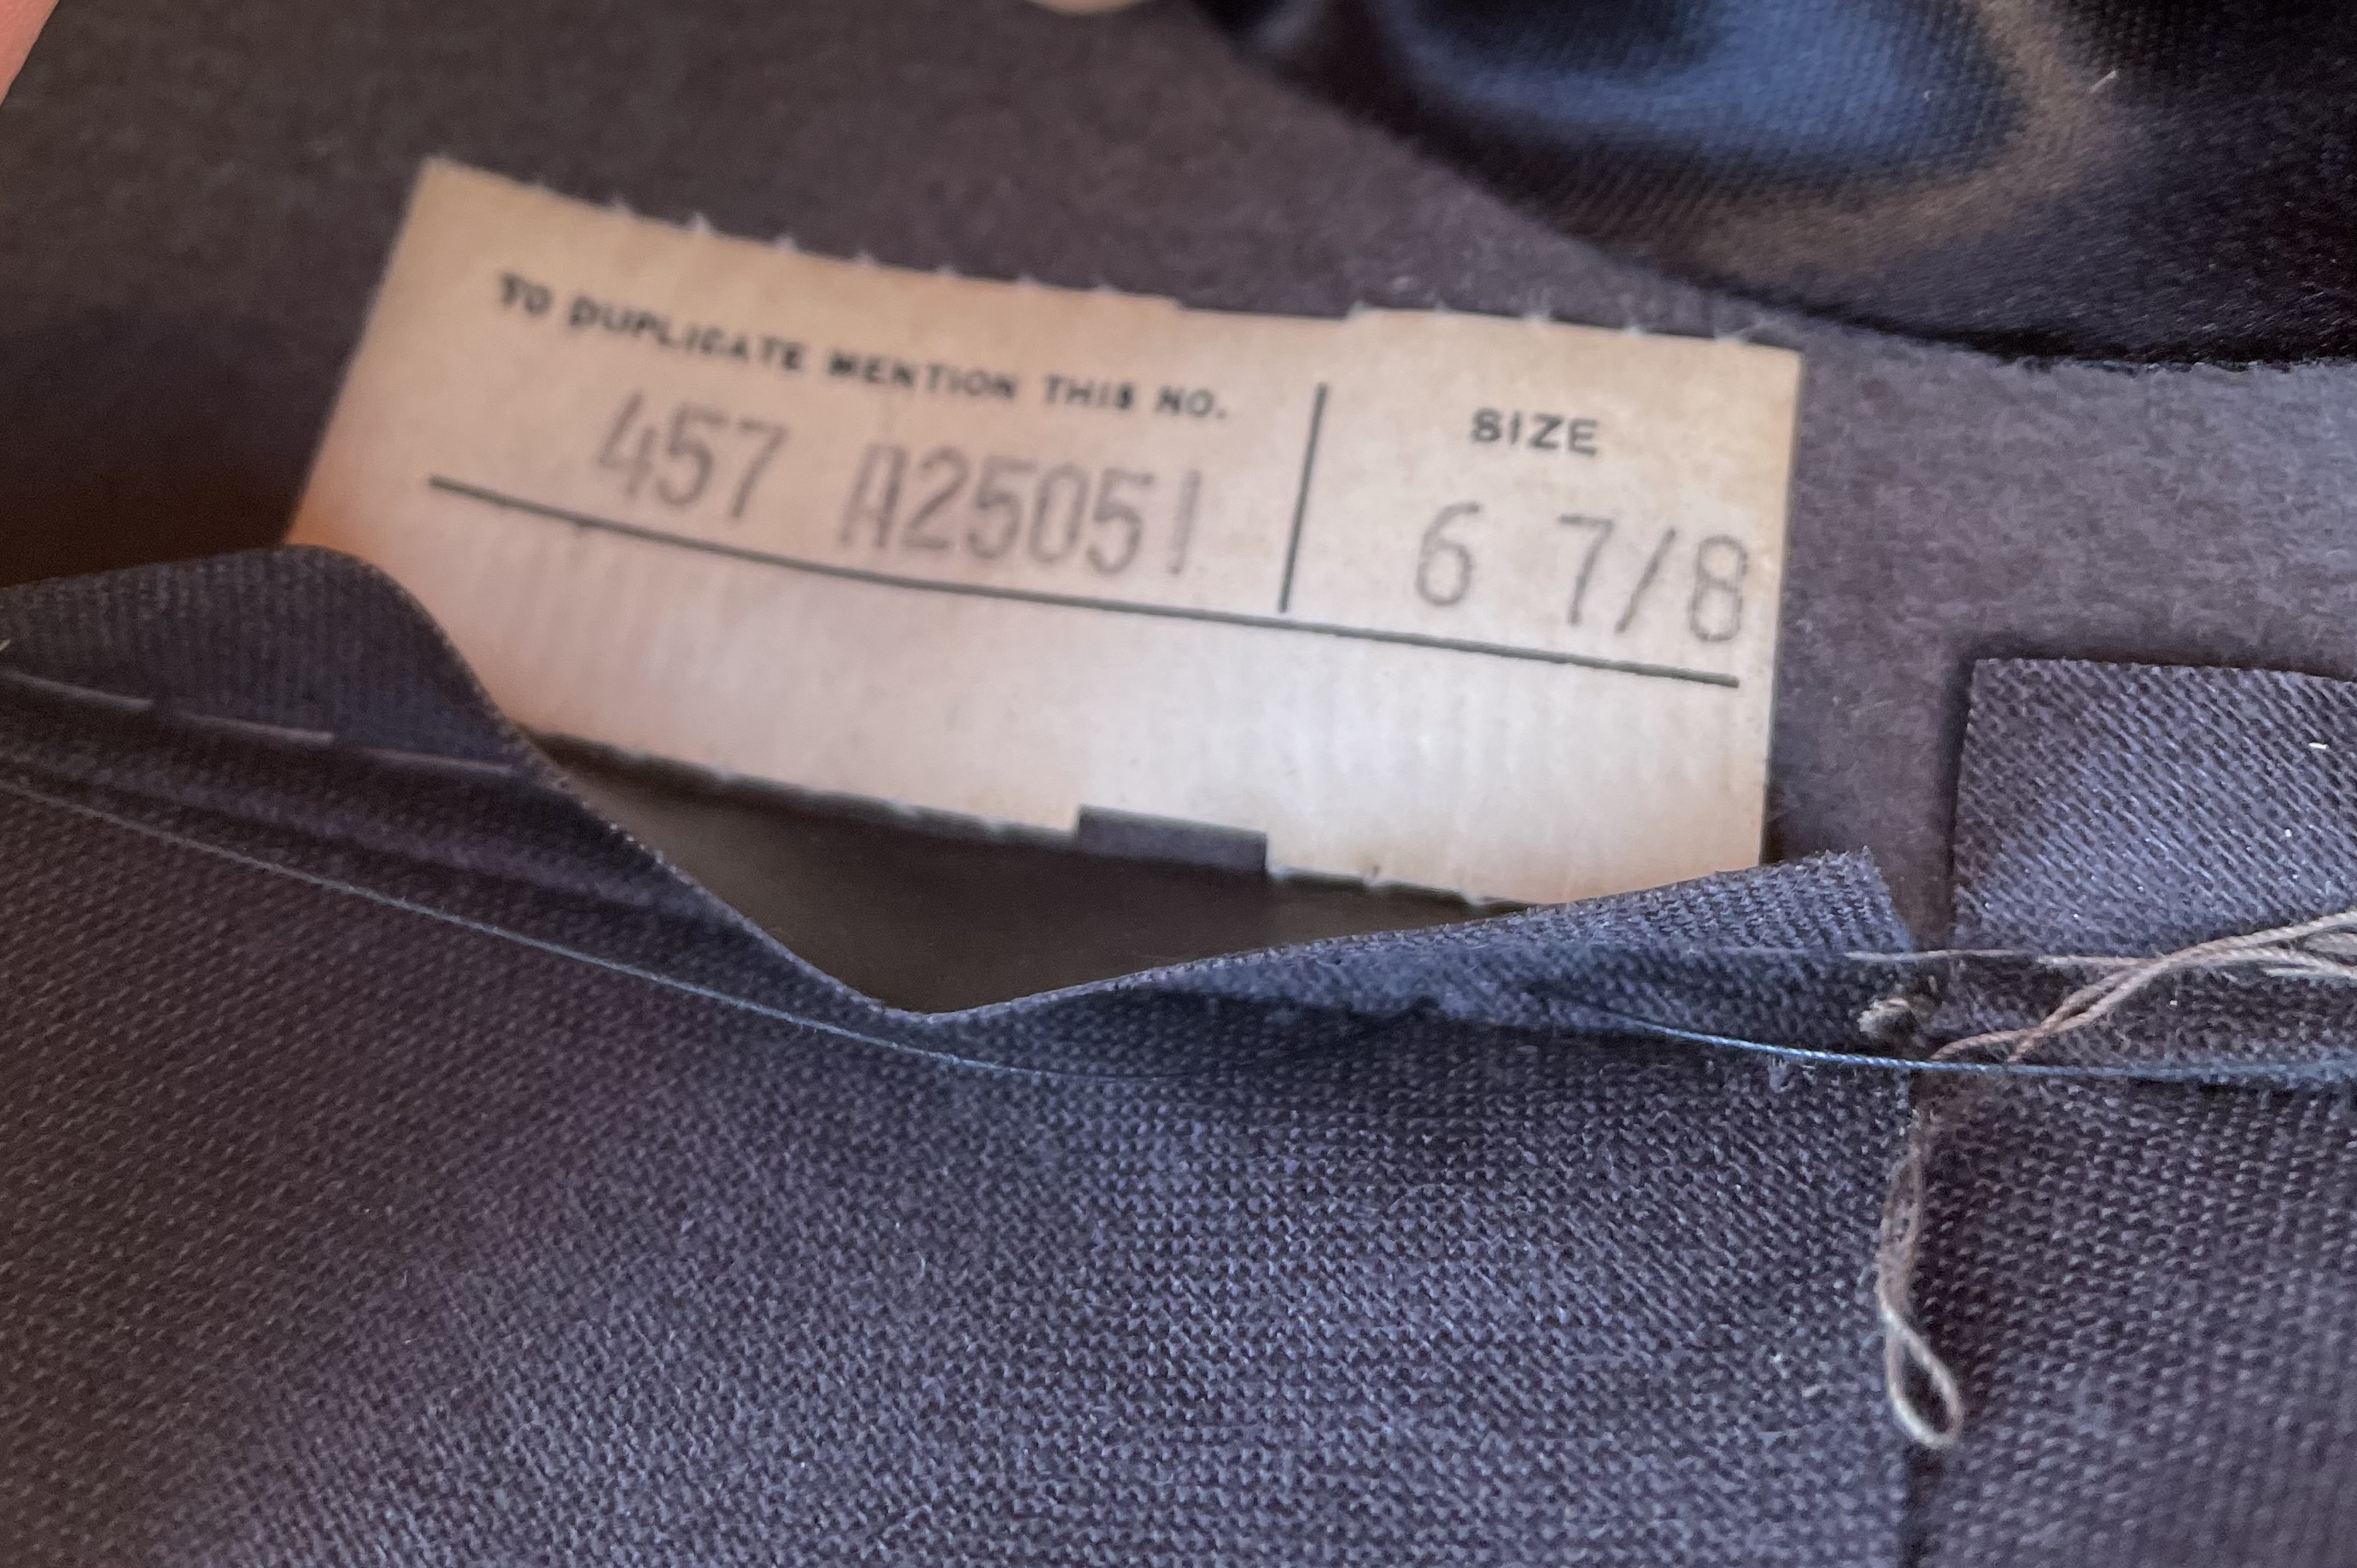 TO DUPLICATE MENTION THIS NO.
457 A25051
SIZE
6 7/8